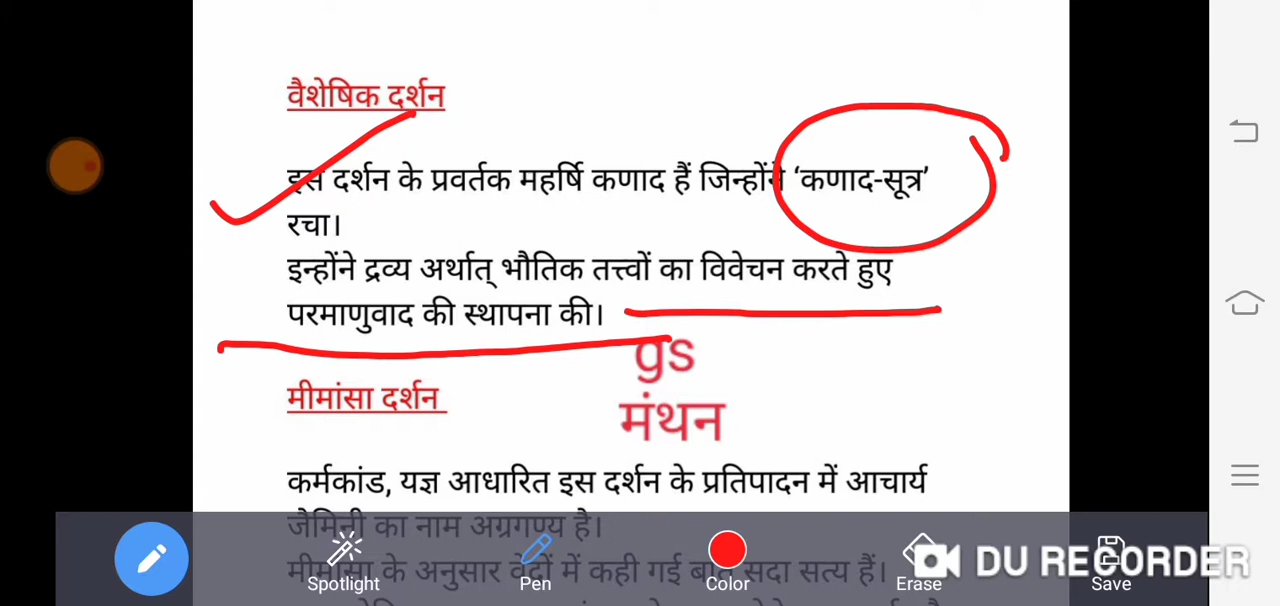 वैशेषिक दर्शन
इस दर्शन के प्रवर्तक महर्षि कणाद हैं जिन्होंने ‘कणाद-सूत्र’
रचा।
इन्होंने द्रव्य अर्थात् भौतिक तत्त्वों का विवेचन करते हुए
परमाणुवाद की स्थापना की।
gs
मंथन
मीमांसा दर्शन
कर्मकांड, यज्ञ आधारित इस दर्शन के प्रतिपादन में आचार्य
जैमिनी का नाम अग्रगण्य है।
मीमांसा के अनुसार वेदों में कही गई बातें सदा सत्य हैं।
Spotlight
Pen
Color
Erase
Save
DU RECORDER